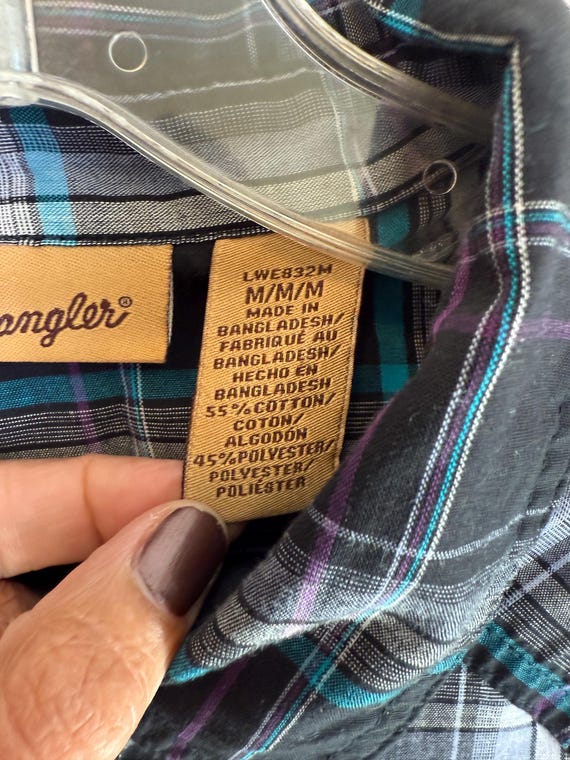 angler®
LWE832M
M/M/M
MADE IN
BANGLADESH/
FABRIQUÉ AU
BANGLADESH/
HECHO EN
BANGLADESH
55%COTTON/
COTON/
ALGODÓN
45%POLYESTER/
POLYESTER/
POLIÉSTER